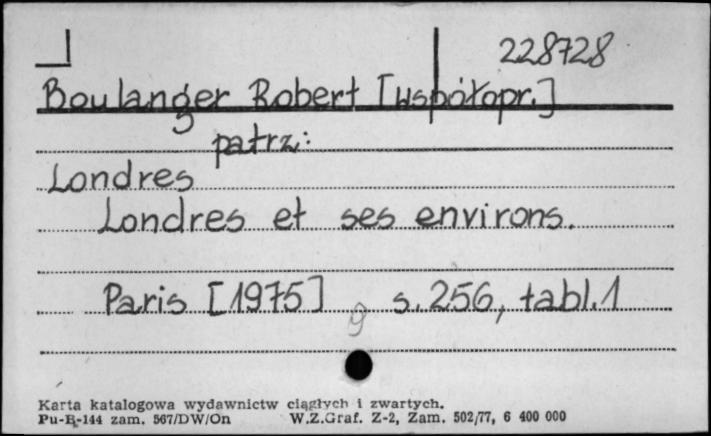 228728
Boulanger Robert [współopr.]
patrz:
Londres
Londres et ses environs.
Paris [1975] s. 256, tabl. 1
9
Karta katalogowa wydawnictw ciągłych i zwartych.
Pu-R-144 zam. 567/DW/On W.Z.Graf. Z-2, Zam. 502/77, 6 400 000